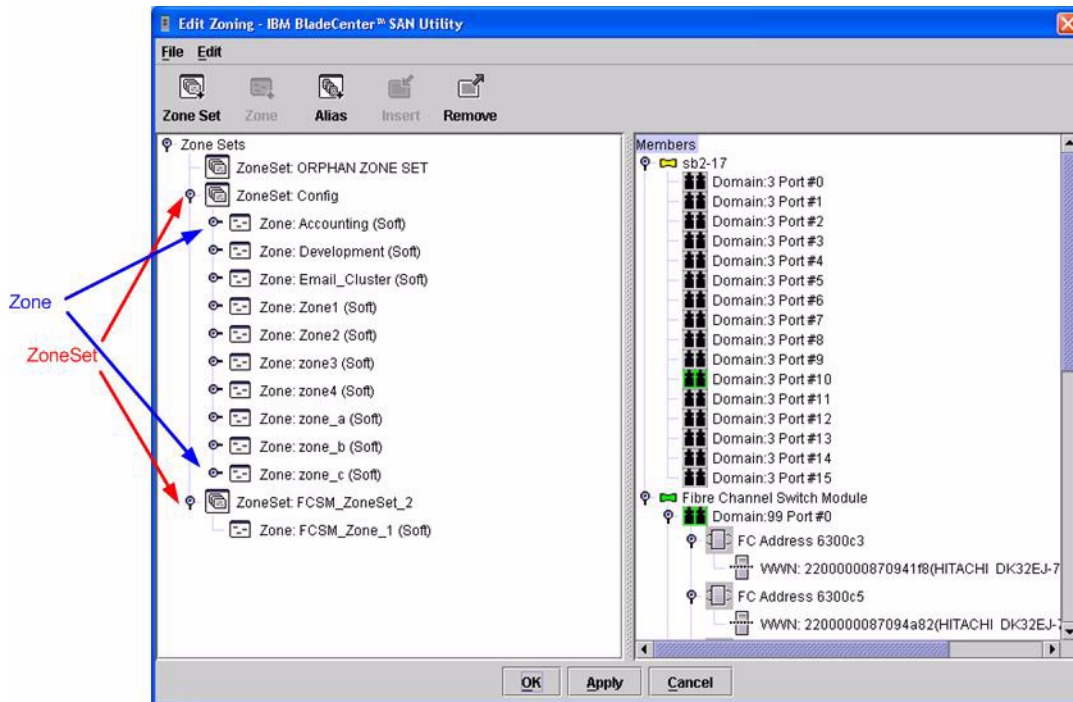 Edit Zoning - IBM BladeCenter™ SAN Utility
File Edit
Zone Set Zone Alias Insert Remove
Zone Sets
ZoneSet: ORPHAN ZONE SET
ZoneSet: Config
Zone: Accounting (Soft)
Zone: Development (Soft)
Zone: Email_Cluster (Soft)
Zone: Zone1 (Soft)
Zone: Zone2 (Soft)
Zone: zone3 (Soft)
Zone: zone4 (Soft)
Zone: zone_a (Soft)
Zone: zone_b (Soft)
Zone: zone_c (Soft)
ZoneSet: FCSM_ZoneSet_2
Zone: FCSM_Zone_1 (Soft)
Zone
ZoneSet
Members
sb2-17
Domain:3 Port#0
Domain:3 Port#1
Domain:3 Port#2
Domain:3 Port#3
Domain:3 Port#4
Domain:3 Port#5
Domain:3 Port#6
Domain:3 Port#7
Domain:3 Port#8
Domain:3 Port#9
Domain:3 Port#10
Domain:3 Port#11
Domain:3 Port#12
Domain:3 Port#13
Domain:3 Port#14
Domain:3 Port#15
Fibre Channel Switch Module
Domain:99 Port#0
FC Address 6300c3
WWN: 22000000870941f8(HITACHI DK32EJ-7
FC Address 6300c5
WWN: 2200000087094a82(HITACHI DK32EJ-7
OK Apply Cancel